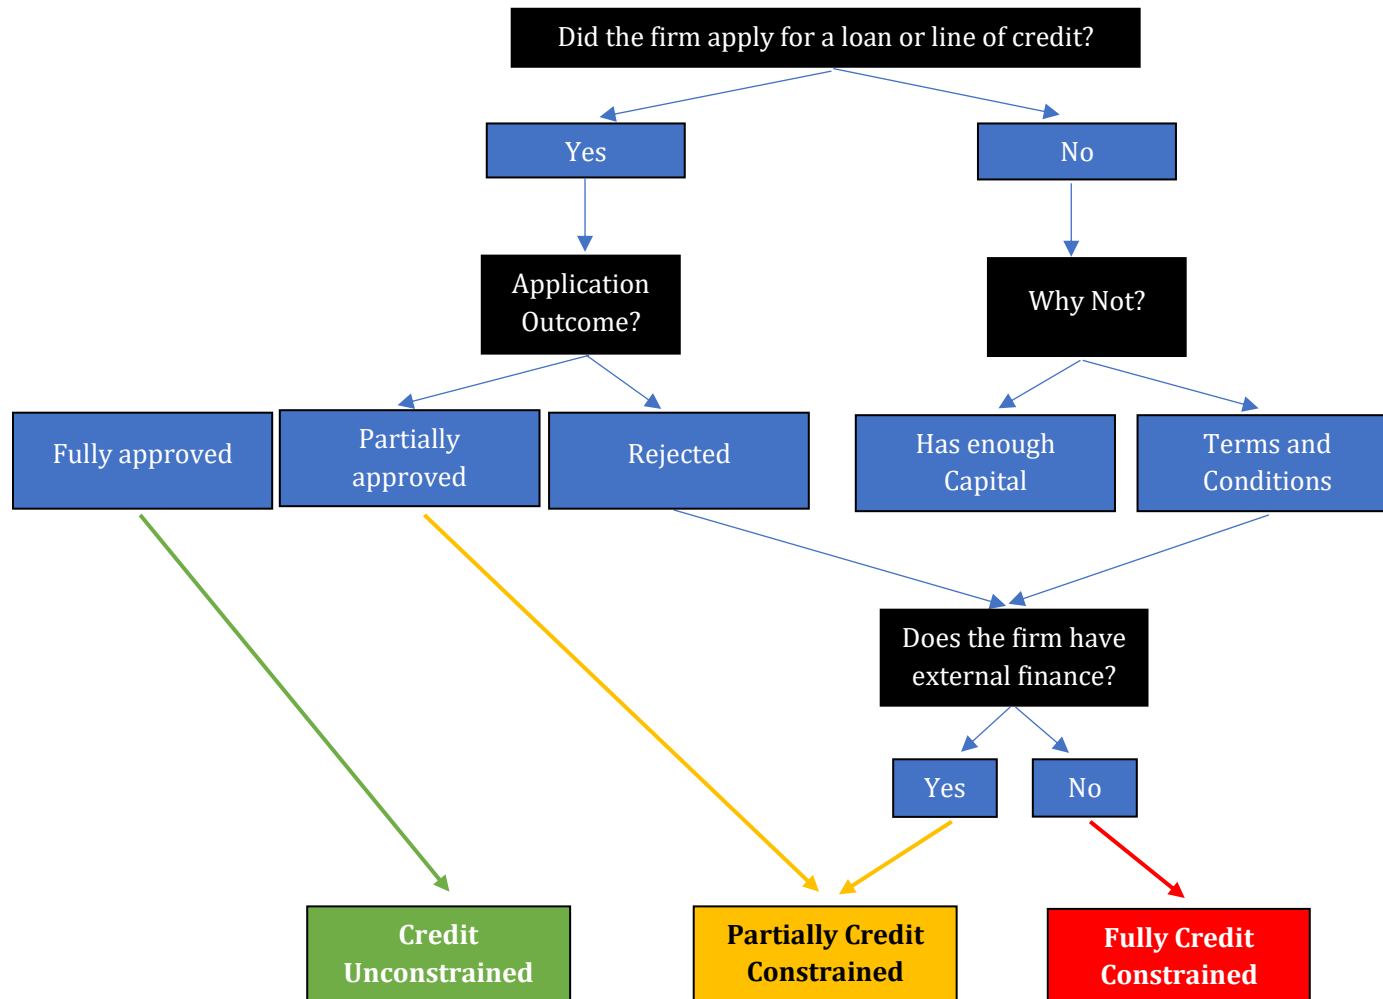 Did the firm apply for a loan or line of credit?
Yes
No
Application
Outcome?
Why Not?
Fully approved
Partially
approved
Rejected
Has enough
Capital
Terms and
Conditions
Does the firm have
external finance?
Yes
No
Credit
Unconstrained
Partially Credit
Constrained
Fully Credit
Constrained